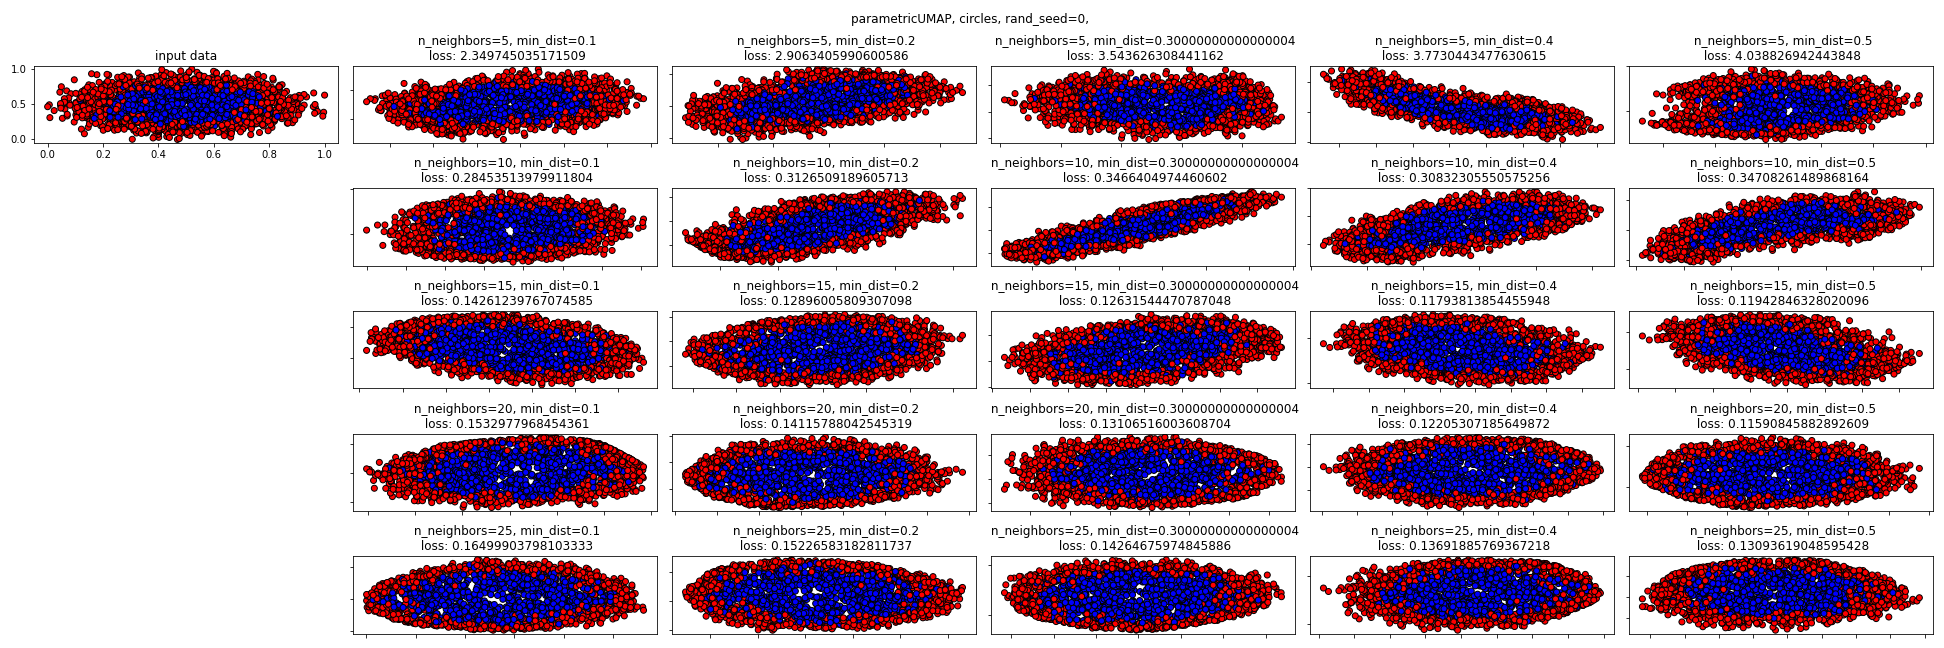 parametricUMAP, circles, rand_seed=0,
input data
1.0
0.5
0.0
0.0 0.2 0.4 0.6 0.8 1.0
n_neighbors=5, min_dist=0.1
loss: 2.349745035171509
n_neighbors=5, min_dist=0.2
loss: 2.9063405990600586
n_neighbors=5, min_dist=0.30000000000000004
loss: 3.543626308441162
n_neighbors=5, min_dist=0.4
loss: 3.7730443477630615
n_neighbors=5, min_dist=0.5
loss: 4.038826942443848
n_neighbors=10, min_dist=0.1
loss: 0.28453513979911804
n_neighbors=10, min_dist=0.2
loss: 0.3126509189605713
n_neighbors=10, min_dist=0.30000000000000004
loss: 0.3466404974460602
n_neighbors=10, min_dist=0.4
loss: 0.30832305550575256
n_neighbors=10, min_dist=0.5
loss: 0.34708261489868164
n_neighbors=15, min_dist=0.1
loss: 0.14261239767074585
n_neighbors=15, min_dist=0.2
loss: 0.12896005809307098
n_neighbors=15, min_dist=0.30000000000000004
loss: 0.12631544470787048
n_neighbors=15, min_dist=0.4
loss: 0.11793813854455948
n_neighbors=15, min_dist=0.5
loss: 0.11942846328020096
n_neighbors=20, min_dist=0.1
loss: 0.1532977968454361
n_neighbors=20, min_dist=0.2
loss: 0.14115788042545319
n_neighbors=20, min_dist=0.30000000000000004
loss: 0.13106516003608704
n_neighbors=20, min_dist=0.4
loss: 0.12205307185649872
n_neighbors=20, min_dist=0.5
loss: 0.11590845882892609
n_neighbors=25, min_dist=0.1
loss: 0.16499903798103333
n_neighbors=25, min_dist=0.2
loss: 0.15226583182811737
n_neighbors=25, min_dist=0.30000000000000004
loss: 0.14264675974845886
n_neighbors=25, min_dist=0.4
loss: 0.13691885769367218
n_neighbors=25, min_dist=0.5
loss: 0.13093619048595428